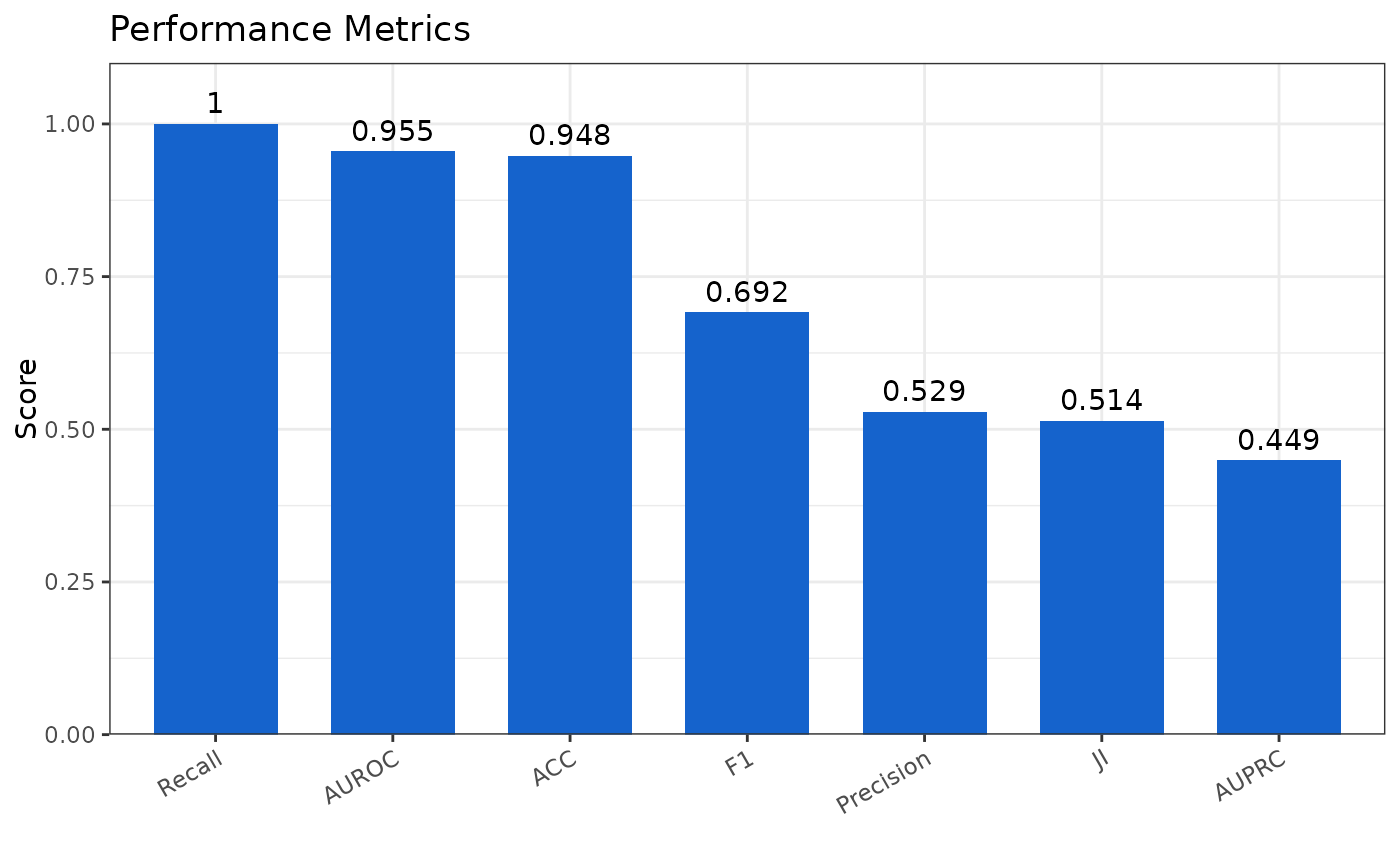 Performance Metrics
Score
1.00
0.75
0.50
0.25
0.00
1
0.955
0.948
0.692
0.529
0.514
0.449
Recall
AUROC
ACC
F1
Precision
JI
AUPRC